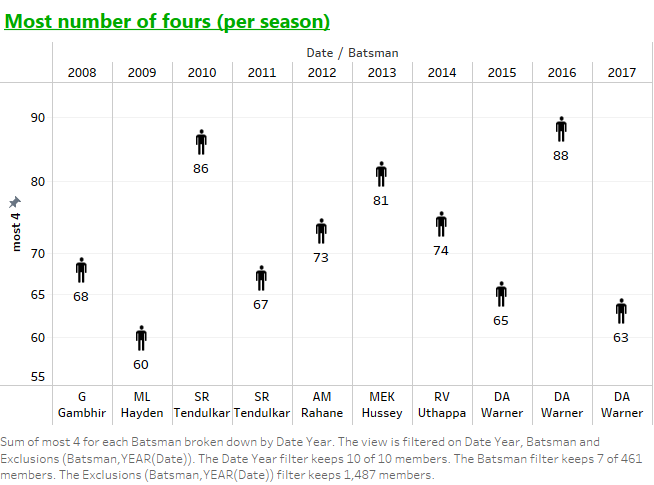 Most number of fours (per season)
Date / Batsman
2008 2009 2010 2011 2012 2013 2014 2015 2016 2017
90
80
70
65
60
55
most 4
68
60
86
67
73
81
74
65
88
63
G Gambhir
ML Hayden
SR Tendulkar
SR Tendulkar
AM Rahane
MEK Hussey
RV Uthappa
DA Warner
DA Warner
DA Warner
Sum of most 4 for each Batsman broken down by Date Year. The view is filtered on Date Year, Batsman and
Exclusions (Batsman,YEAR(Date)). The Date Year filter keeps 10 of 10 members. The Batsman filter keeps 7 of 461
members. The Exclusions (Batsman,YEAR(Date)) filter keeps 1,487 members.